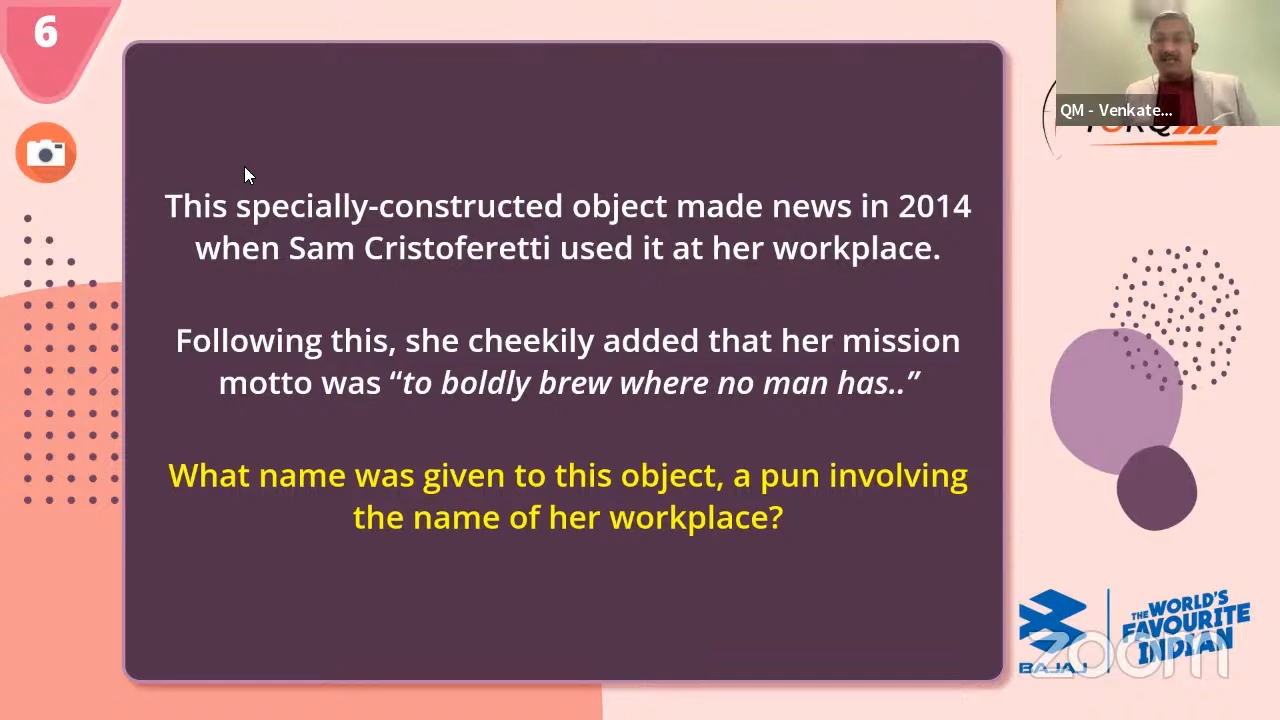 6
QM - Venkate...
This specially-constructed object made news in 2014
when Sam Cristoferetti used it at her workplace.
Following this, she cheekily added that her mission
motto was “to boldly brew where no man has..”
What name was given to this object, a pun involving
the name of her workplace?
THE WORLD'S
FAVOURITE
INDIAN
BAJAJ
zoom